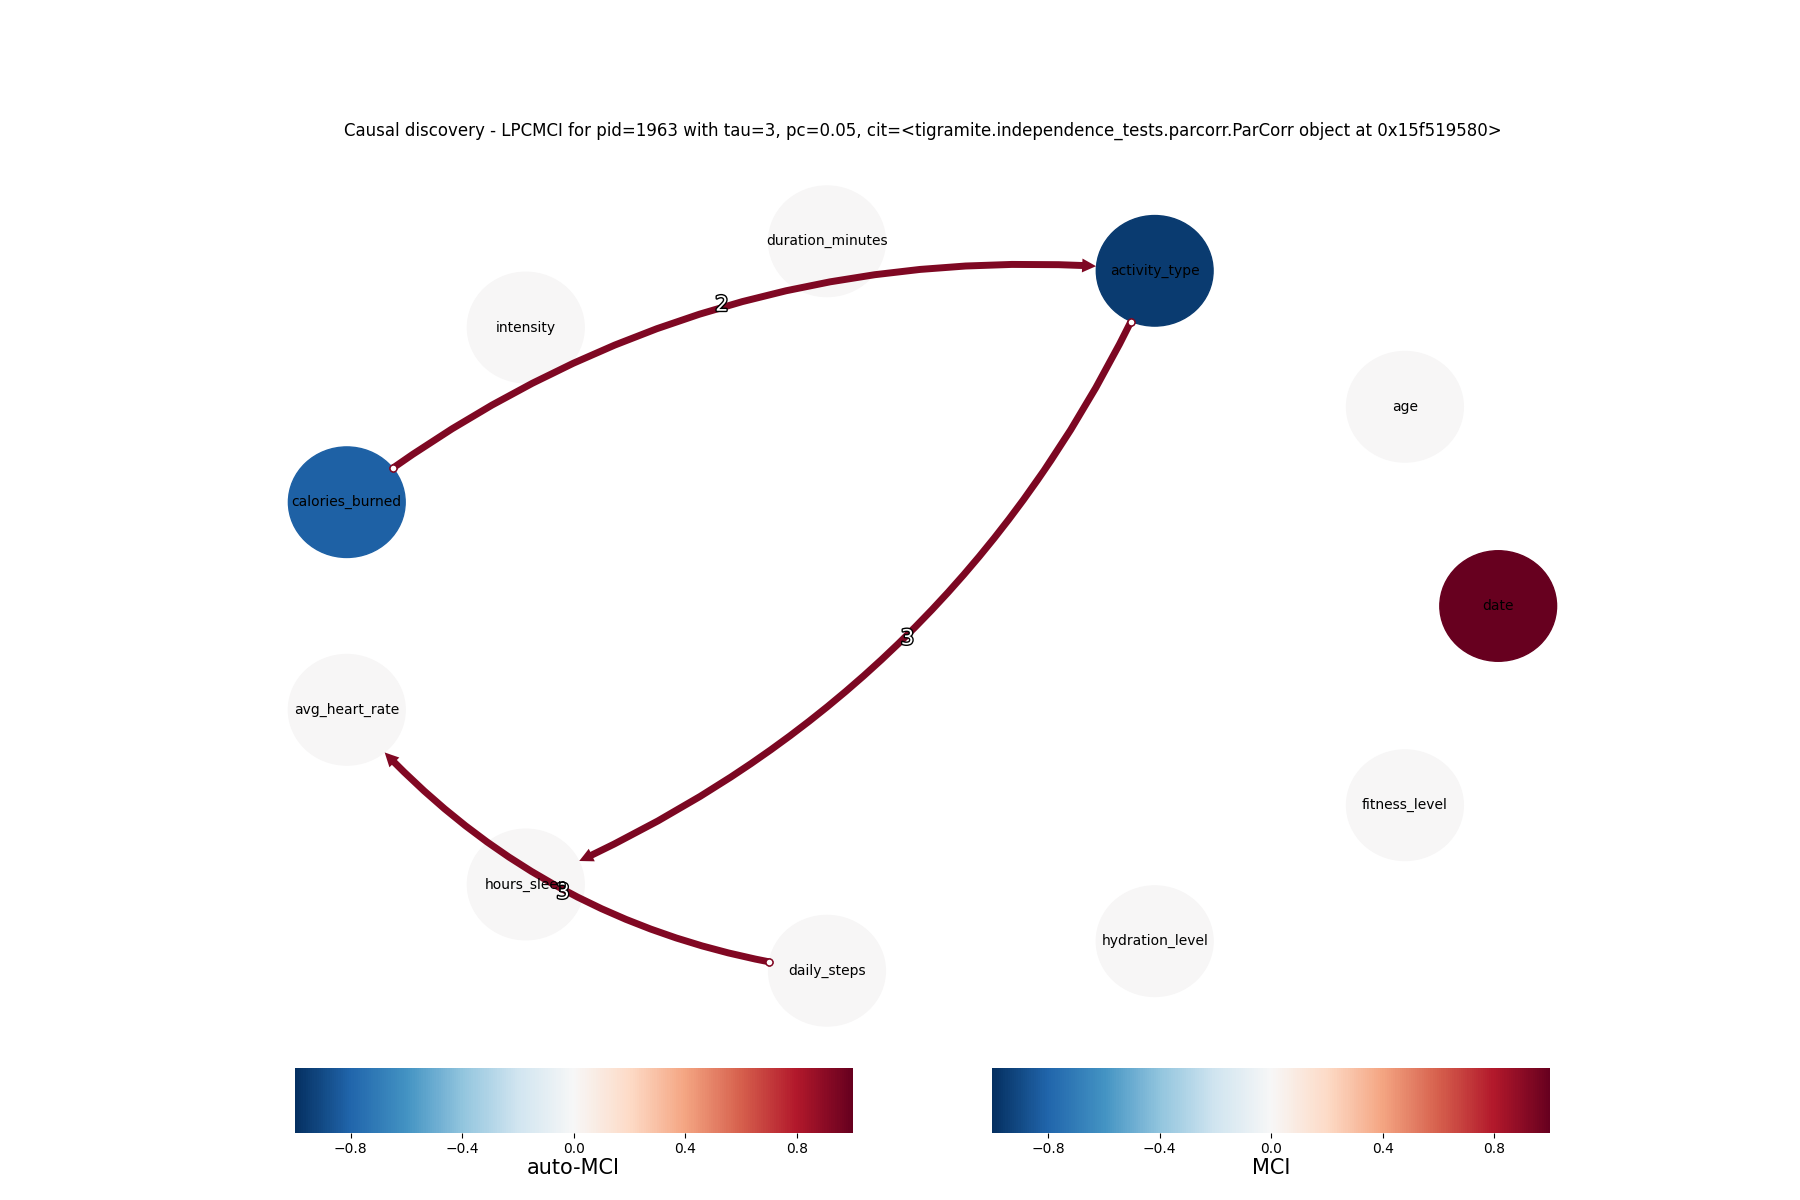 Causal discovery - LPCMCI for pid=1963 with tau=3, pc=0.05, cit=<tigramite.independence_tests.parcorr.ParCorr object at 0x15f519580>
duration_minutes
activity_type
2
intensity
age
calories_burned
date
3
avg_heart_rate
fitness_level
hours_sle
3
hydration_level
daily_steps
−0.8 −0.4 0.0 0.4 0.8
auto-MCI
−0.8 −0.4 0.0 0.4 0.8
MCI